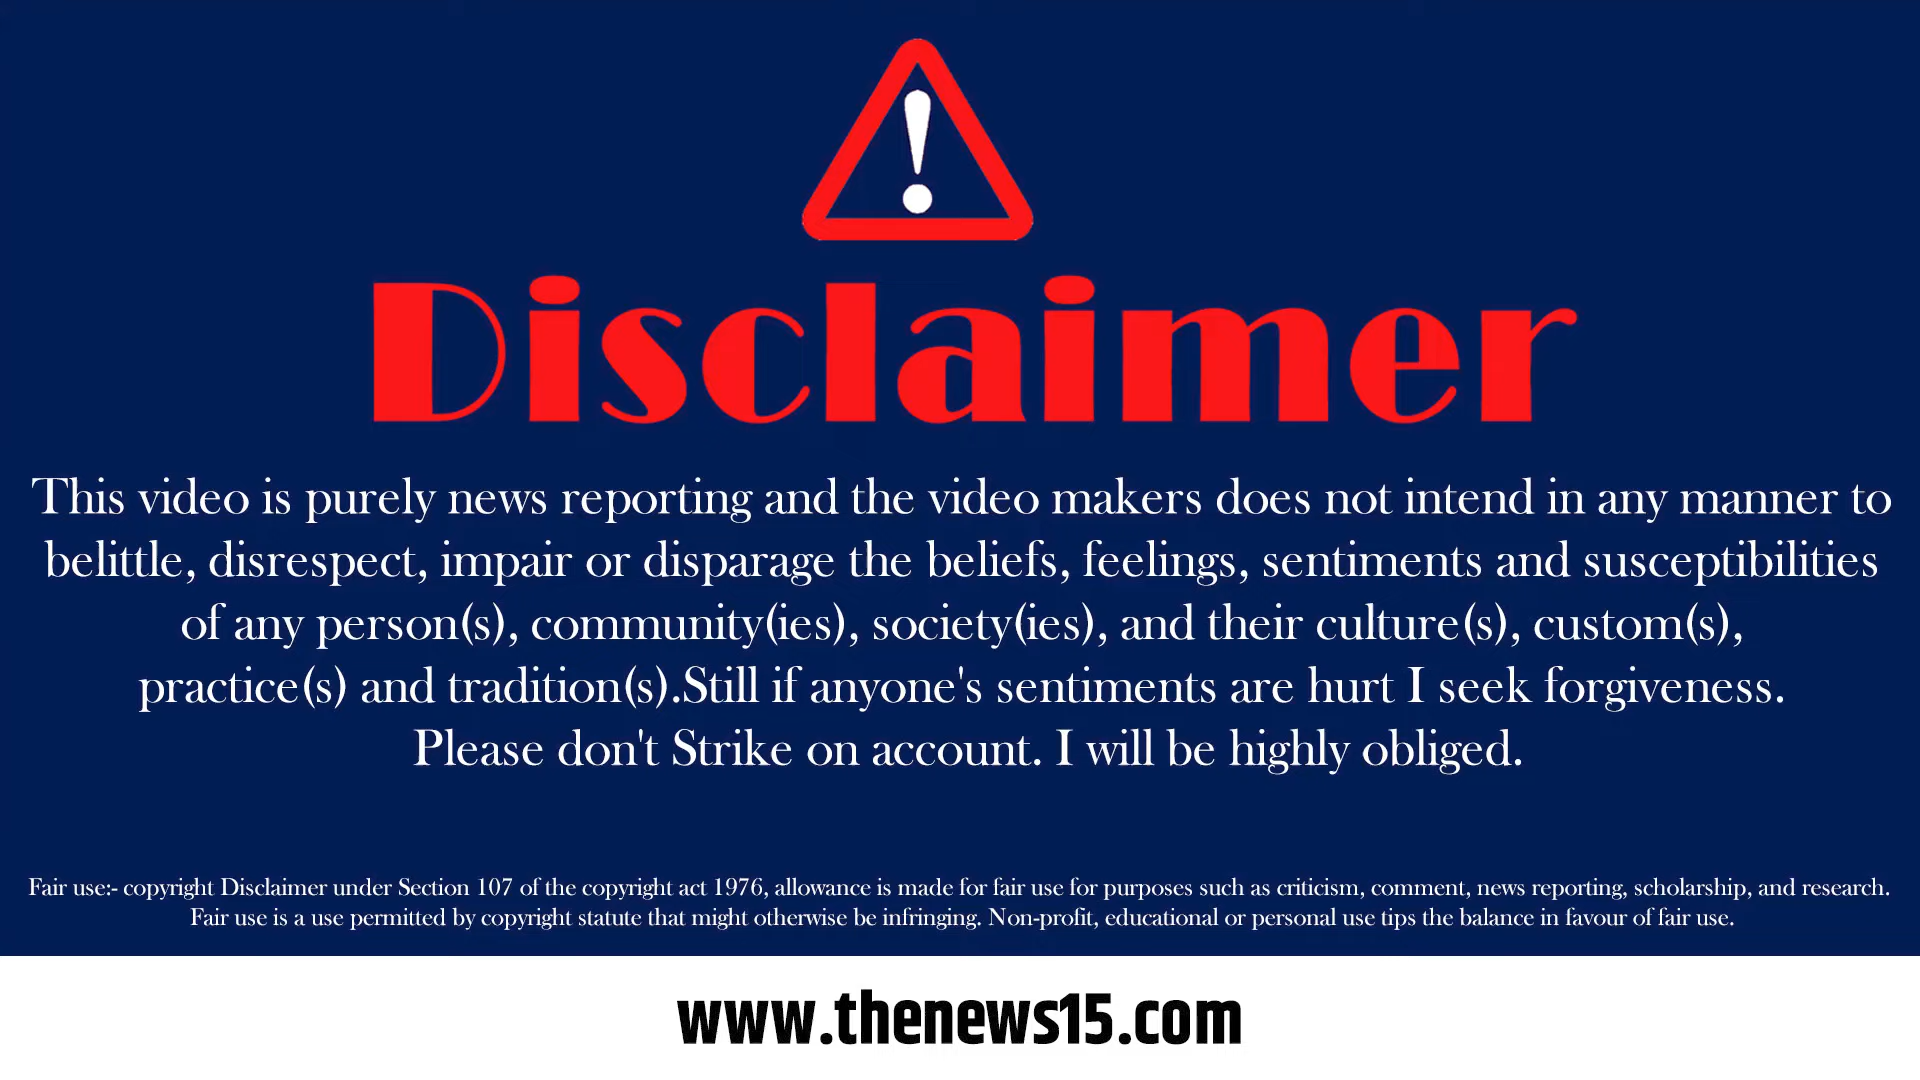 Disclaimer
This video is purely news reporting and the video makers does not intend in any manner to
belittle, disrespect, impair or disparage the beliefs, feelings, sentiments and susceptibilities
of any person(s), community(ies), society(ies), and their culture(s), custom(s),
practice(s) and tradition(s).Still if anyone's sentiments are hurt I seek forgiveness.
Please don't Strike on account. I will be highly obliged.
Fair use:- copyright Disclaimer under Section 107 of the copyright act 1976, allowance is made for fair use for purposes such as criticism, comment, news reporting, scholarship, and research.
Fair use is a use permitted by copyright statute that might otherwise be infringing. Non-profit, educational or personal use tips the balance in favour of fair use.
www.thenews15.com